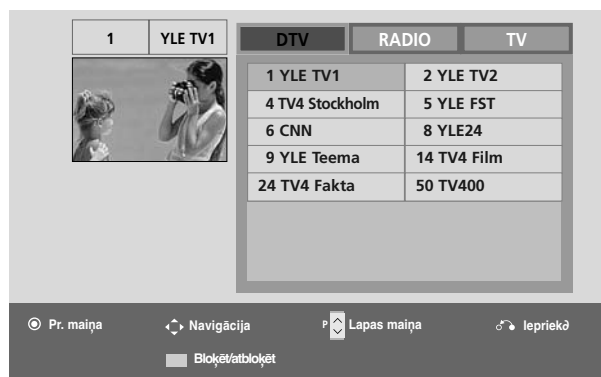 1 YLE TV1 DTV RADIO TV
1 YLE TV1 2 YLE TV2
4 TV4 Stockholm 5 YLE FST
6 CNN 8 YLE24
9 YLE Teema 14 TV4 Film
24 TV4 Fakta 50 TV400
Pr. maiņa Navigācija P Lapas maiņa Iepriek∂
Bloķēt/atbloķēt